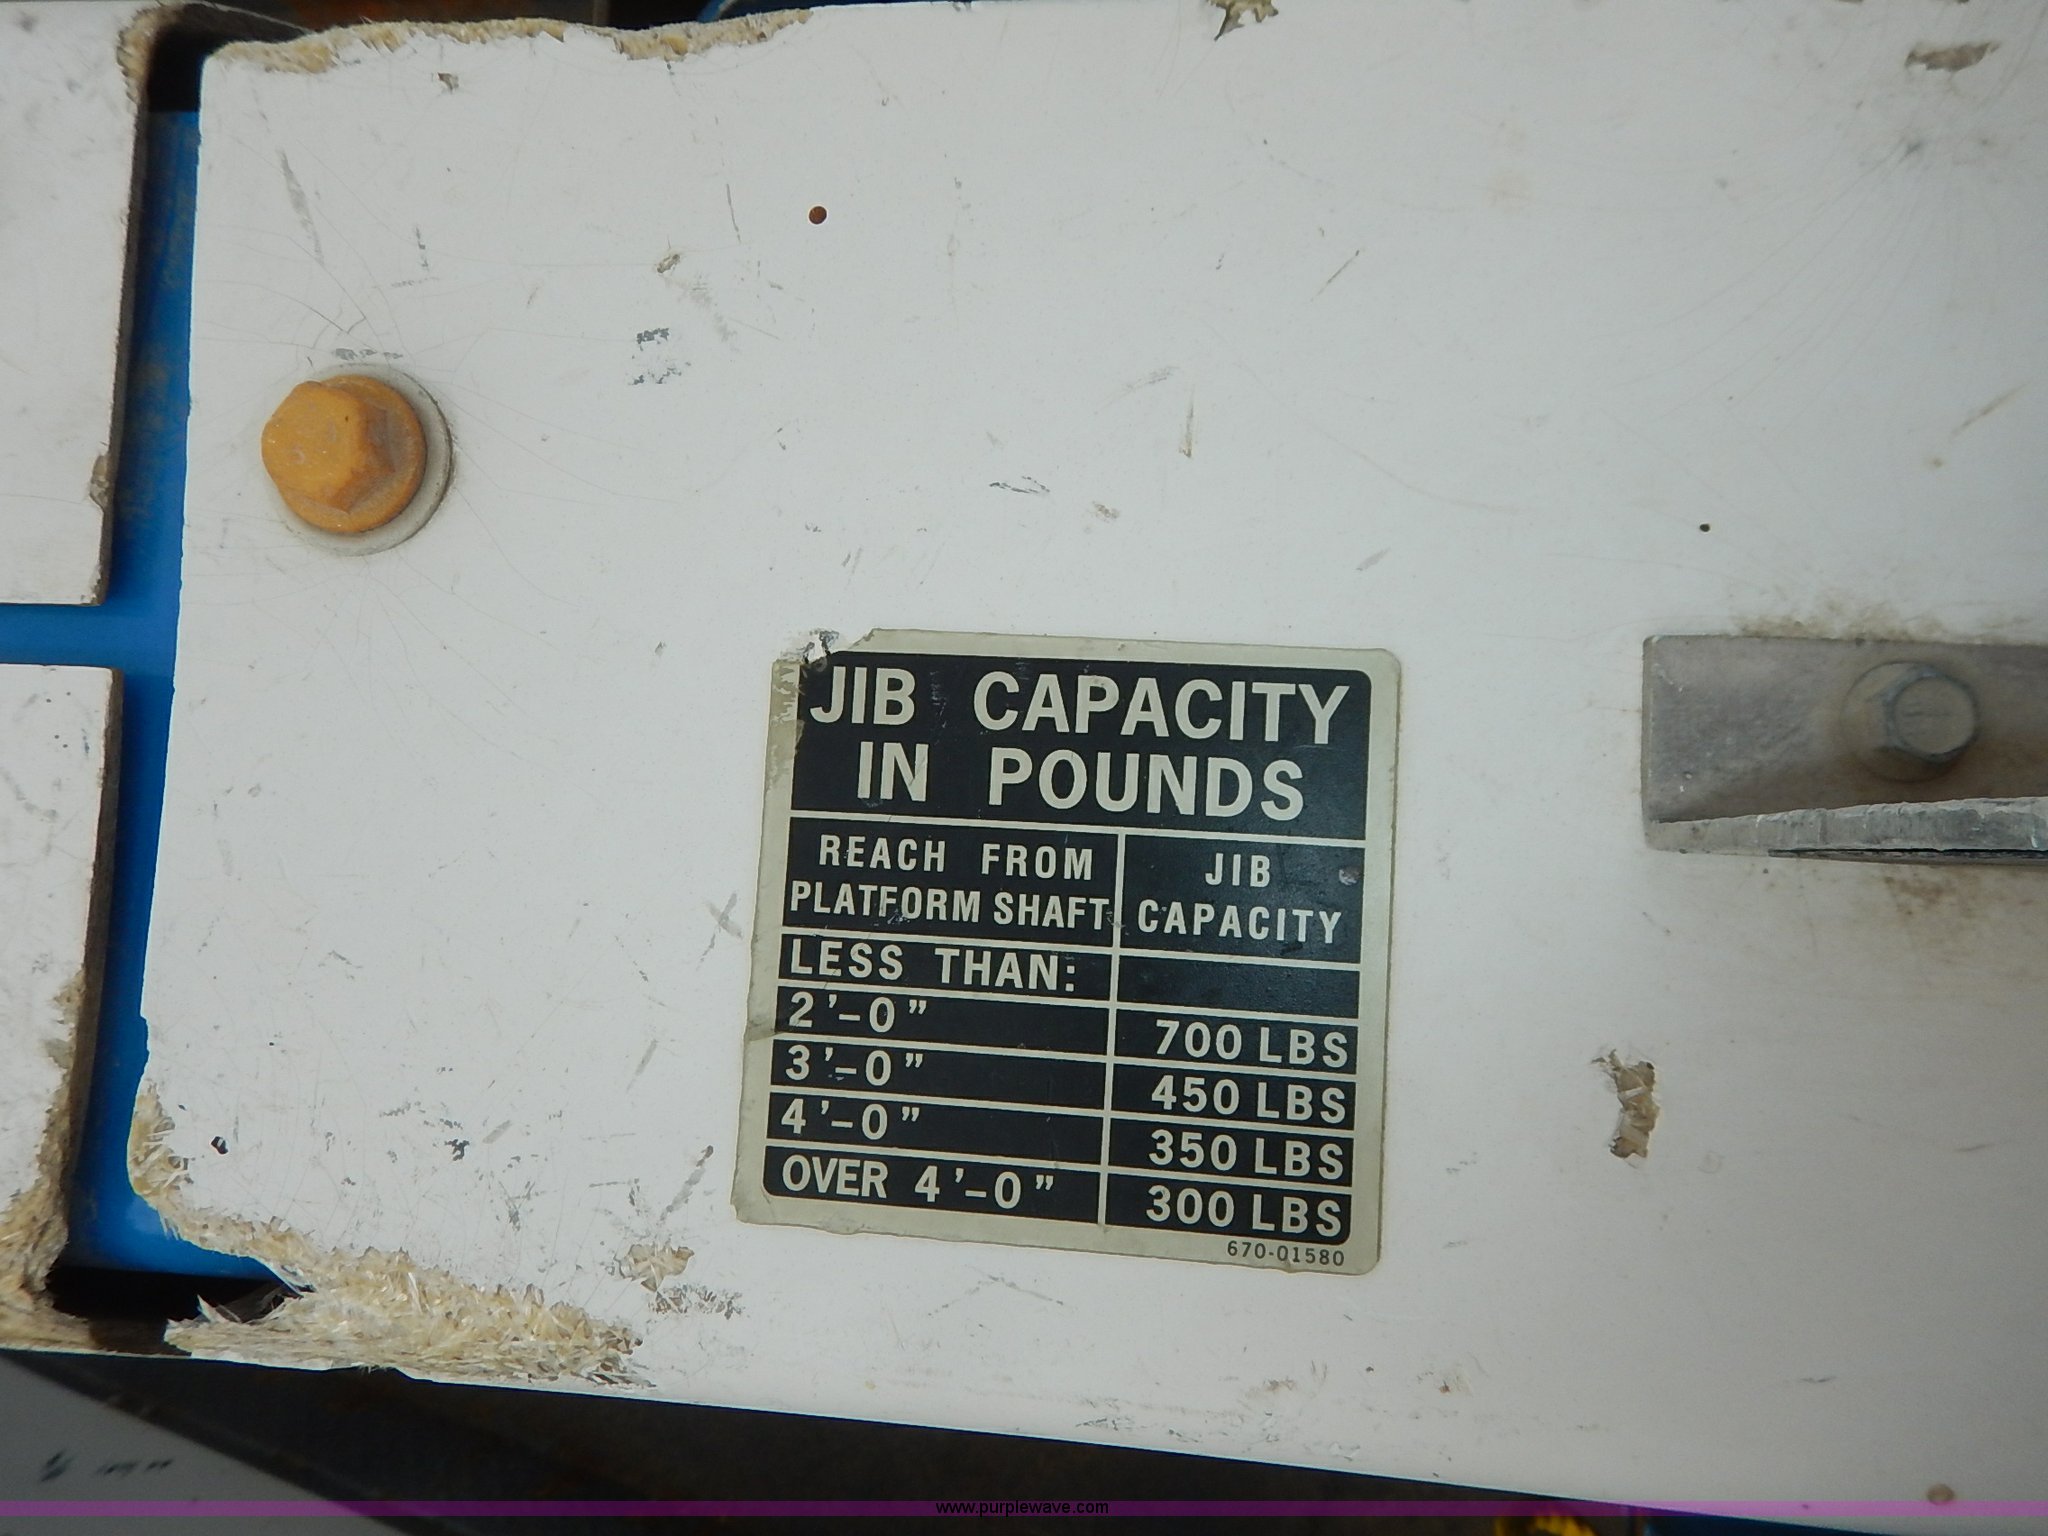 JIB CAPACITY
IN POUNDS
REACH FROM
PLATFORM SHAFT
JIB
CAPACITY
LESS THAN:
2'-0" 700 LBS
3'-0" 450 LBS
4'-0" 350 LBS
OVER 4'-0" 300 LBS
670-01580
www.purplewave.com